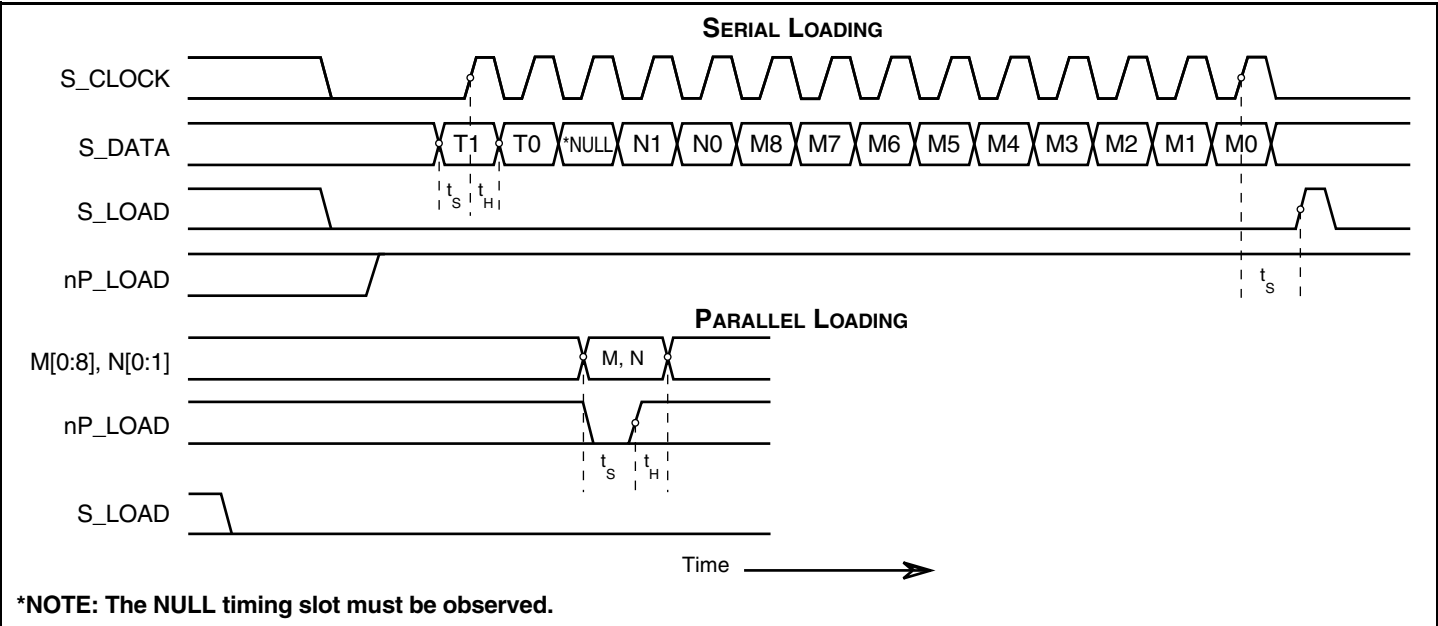 SERIAL LOADING
S_CLOCK
S_DATA T1 T0 *NULL N1 N0 M8 M7 M6 M5 M4 M3 M2 M1 M0
tS tH
S_LOAD
nP_LOAD
tS
PARALLEL LOADING
M[0:8], N[0:1] M, N
nP_LOAD
tS tH
S_LOAD
Time
*NOTE: The NULL timing slot must be observed.